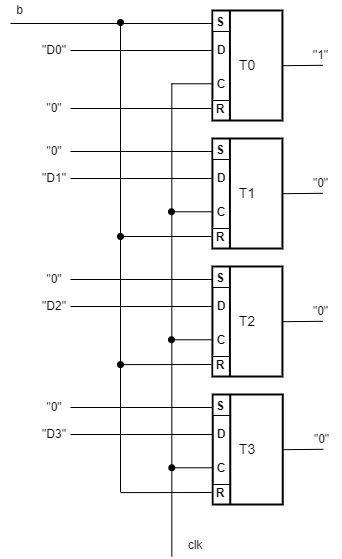 b
S
"D0" D T0 "1"
C
"0" R
"0" S
"D1" D T1 "0"
C
R
"0" S
"D2" D T2 "0"
C
R
"0" S
"D3" D T3 "0"
C
R
clk